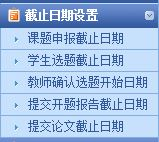 截止日期设置
课题申报截止日期
学生选题截止日期
教师确认选题开始日期
提交开题报告截止日期
提交论文截止日期